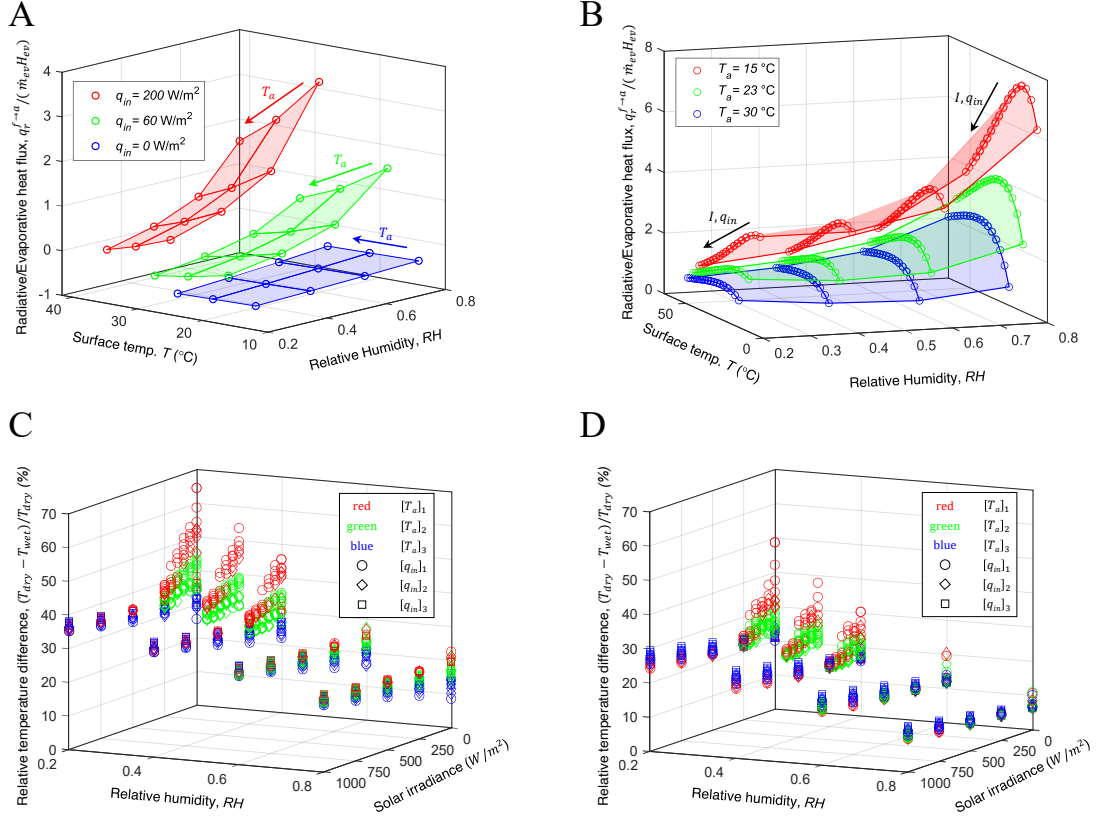 A
Radiative/Evaporative heat flux, q_r^{f→a}/( ṁ_{ev}H_{ev})
4
3
2
1
0
-1
q_in = 200 W/m²
q_in = 60 W/m²
q_in = 0 W/m²
T_a
T_a
T_a
40
30
20
10
0.2
0.4
0.6
0.8
Surface temp. T (°C)
Relative Humidity, RH
B
Radiative/Evaporative heat flux, q_r^{f→a}/( ṁ_{ev}H_{ev})
8
6
4
2
0
T_a = 15 °C
T_a = 23 °C
T_a = 30 °C
I, q_in
I, q_in
50
0
0.2
0.3
0.4
0.5
0.6
0.7
0.8
Surface temp. T (°C)
Relative Humidity, RH
C
Relative temperature difference, (T_dry − T_wet)/T_dry (%)
70
60
50
40
30
20
10
0
red [T_a]_1
green [T_a]_2
blue [T_a]_3
[q_in]_1
[q_in]_2
[q_in]_3
0.2
0.4
0.6
0.8
1000
750
500
250
0
Relative humidity, RH
Solar irradiance (W/m²)
D
Relative temperature difference, (T_dry − T_wet)/T_dry (%)
70
60
50
40
30
20
10
0
red [T_a]_1
green [T_a]_2
blue [T_a]_3
[q_in]_1
[q_in]_2
[q_in]_3
0.2
0.4
0.6
0.8
1000
750
500
250
0
Relative humidity, RH
Solar irradiance (W/m²)